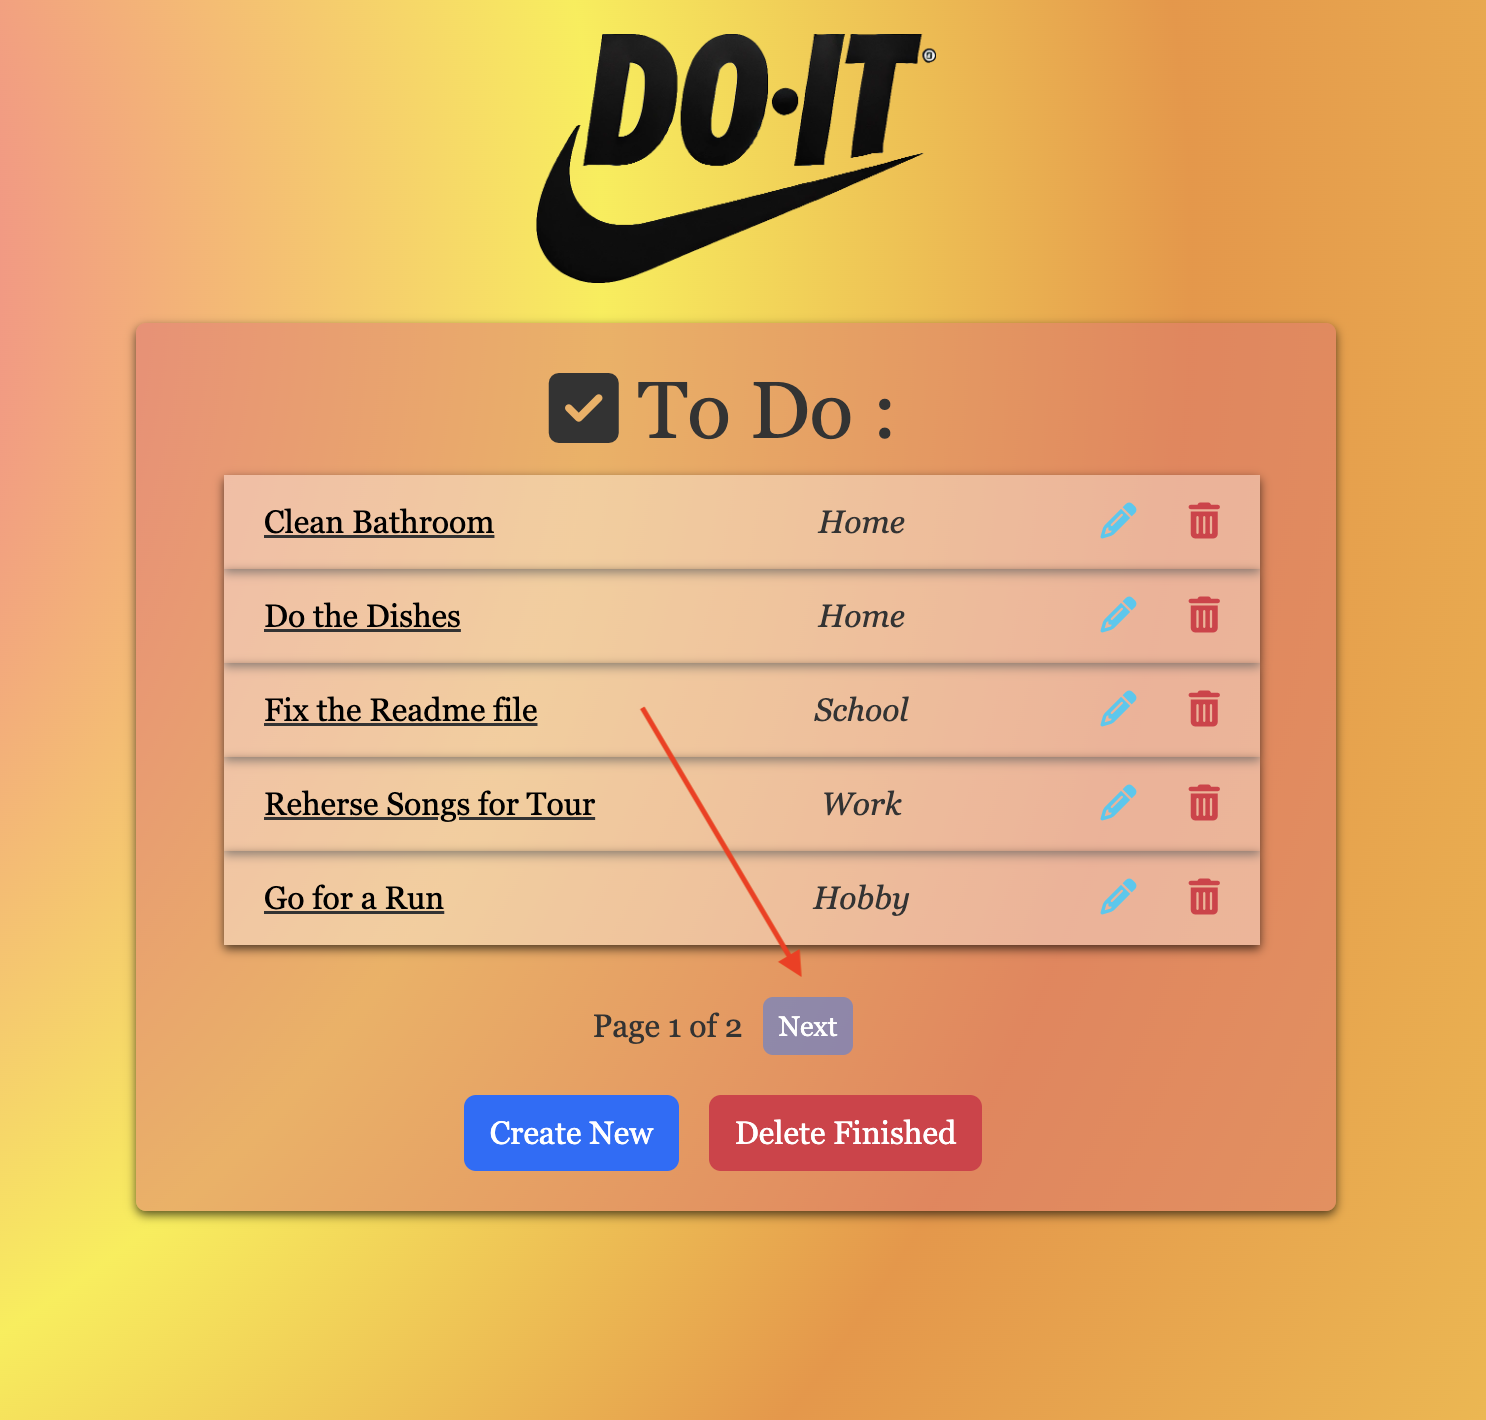 DO·IT
To Do :
Clean Bathroom Home
Do the Dishes Home
Fix the Readme file School
Reherse Songs for Tour Work
Go for a Run Hobby
Page 1 of 2 Next
Create New Delete Finished